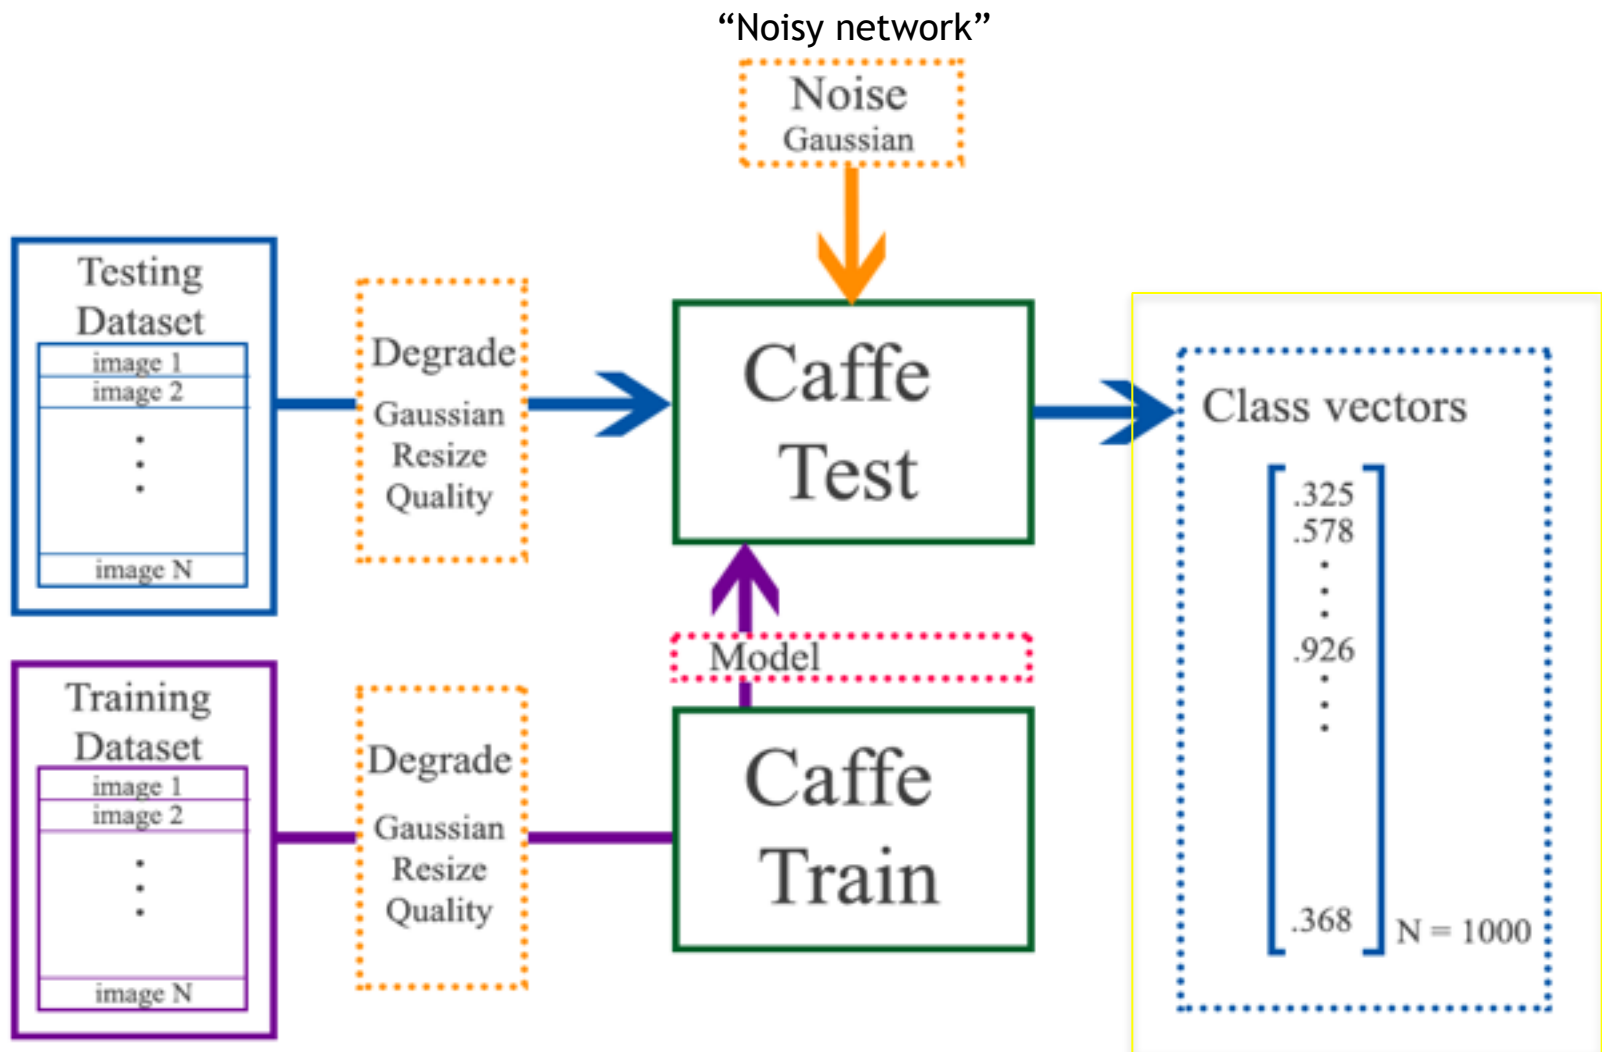 “Noisy network”
Noise
Gaussian
Testing
Dataset
image 1
image 2
image N
Degrade
Gaussian
Resize
Quality
Caffe
Test
Class vectors
.325
.578
.926
.368
N = 1000
Model
Training
Dataset
image 1
image 2
image N
Degrade
Gaussian
Resize
Quality
Caffe
Train